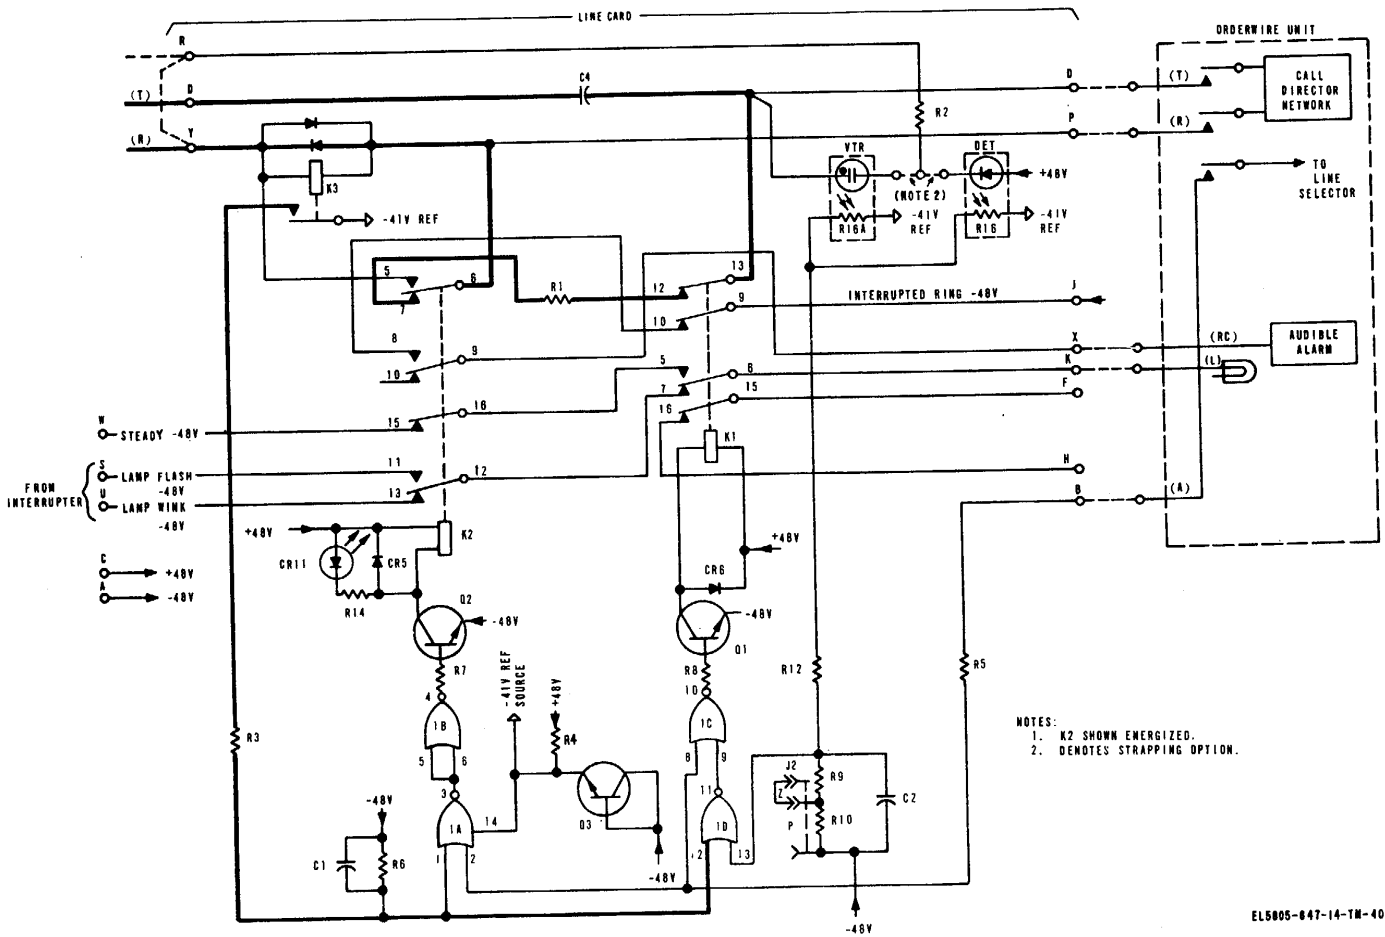 LINE CARD
ORDERWIRE UNIT
R
(T) D
C4
D
(T)
CALL DIRECTOR NETWORK
R2
(R) Y
P
(R)
K3
VTR
DET
+48V
(NOTE 2)
TO LINE SELECTOR
-41V REF
R16A
-41V REF
R16
-41V REF
5
6
7
R1
13
12
9
10
INTERRUPTED RING -48V
J
8
9
10
X
(RC)
AUDIBLE ALARM
5
8
7
K
(L)
15
16
F
W
STEADY -48V
15
16
K1
FROM INTERRUPTER
S
LAMP FLASH -48V
11
12
H
U
LAMP WINK -48V
13
B
(A)
+48V
K2
CR11
CR5
R14
+48V
CR6
C
+48V
A
-48V
Q2
-48V
-48V
Q1
R7
-41V REF SOURCE
+48V
R8
R12
R5
4
1B
5
6
R4
10
1C
8
9
NOTES:
1. K2 SHOWN ENERGIZED.
2. DENOTES STRAPPING OPTION.
R3
3
1A
14
1
2
Q3
-48V
11
1D
12
13
J2
Z
P
R9
R10
C2
-48V
C1
R6
-48V
EL5805-647-14-TM-40